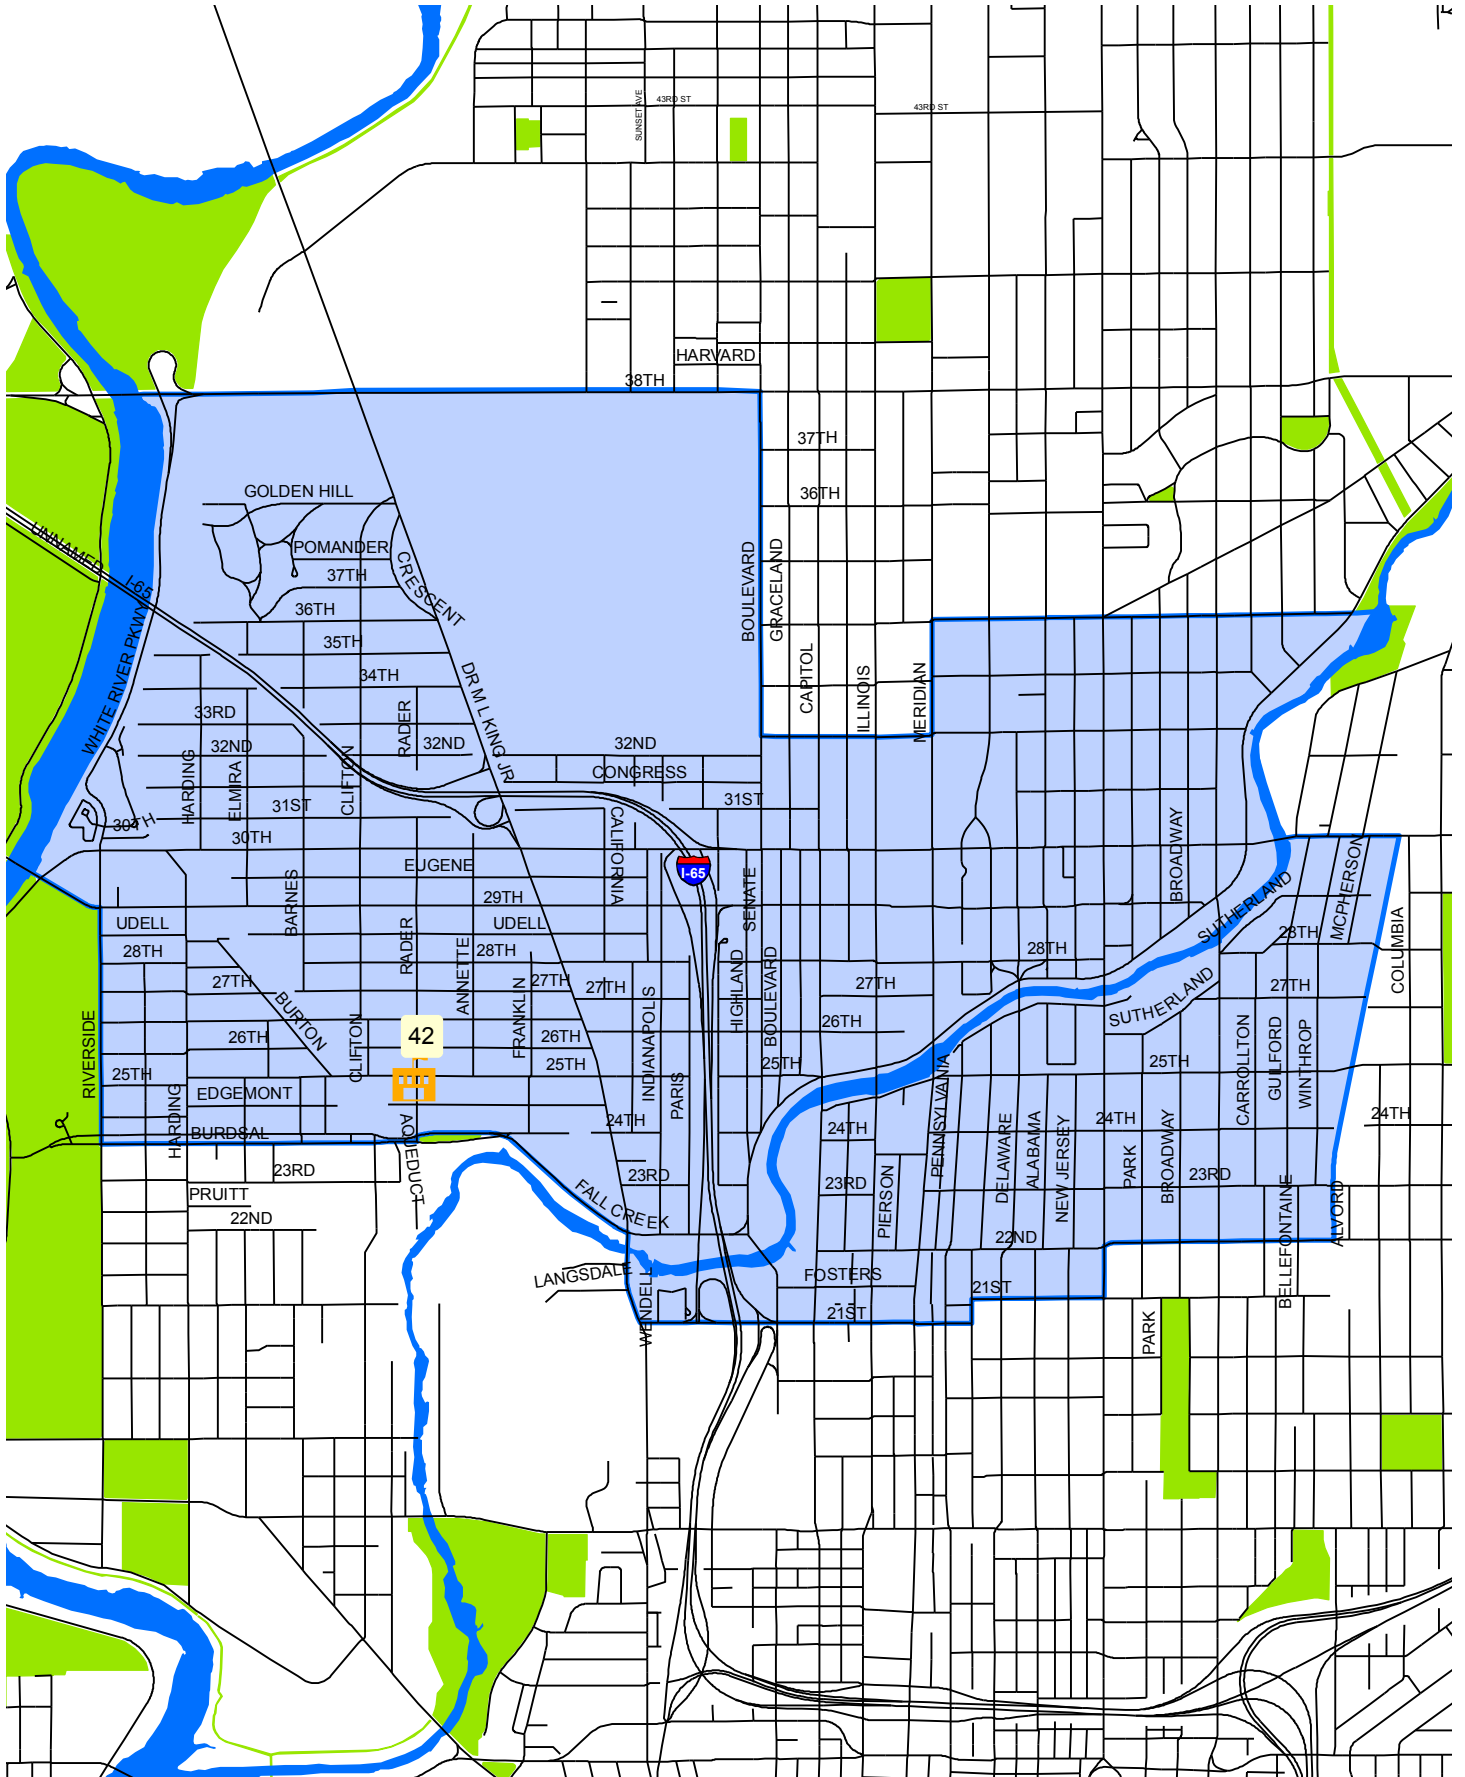 SUNSET AVE
43RD ST
43RD ST
HARVARD
38TH
37TH
GOLDEN HILL
36TH
UNNAMED
POMANDER
CRESCENT
BOULEVARD
GRACELAND
I-65
37TH
36TH
WHITE RIVER PKWY
35TH
34TH
DR M L KING JR
CAPITOL
ILLINOIS
MERIDIAN
33RD
RADER
32ND
32ND
32ND
HARDING
ELMIRA
CLIFTON
CONGRESS
31ST
31ST
30TH
30TH
CALIFORNIA
BROADWAY
MCPHERSON
EUGENE
I-65
SENATE
SUTHERLAND
BARNES
29TH
UDELL
UDELL
COLUMBIA
28TH
28TH
RADER
ANNETTE
28TH
28TH
27TH
27TH
27TH
27TH
27TH
BURTON
FRANKLIN
INDIANAPOLIS
HIGHLAND
BOULEVARD
SUTHERLAND
RIVERSIDE
26TH
42
26TH
26TH
CLIFTON
CARROLLTON
GUILFORD
WINTHROP
25TH
25TH
25TH
25TH
PENNSYLVANIA
HARDING
EDGEMONT
PARIS
24TH
24TH
24TH
24TH
DELAWARE
ALABAMA
NEW JERSEY
PARK
BROADWAY
BURDSAL
AQUEDUCT
23RD
23RD
23RD
23RD
PIERSON
PRUITT
FALL CREEK
BELLEFONTAINE
ALVORD
22ND
22ND
LANGSDALE
WENDELL
FOSTERS
21ST
21ST
PARK